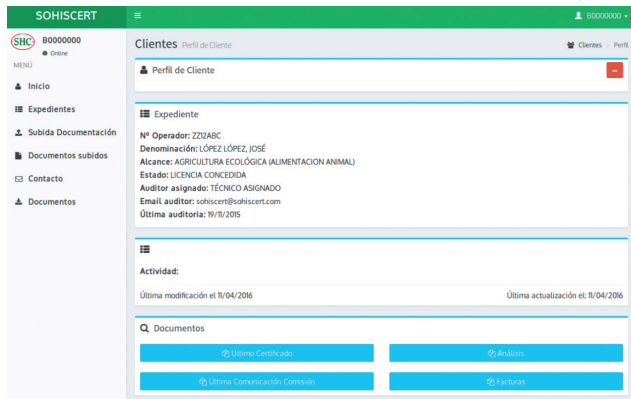 SOHISCERT
B0000000
SHC
B0000000
Online
MENÚ
Inicio
Expedientes
Subida Documentación
Documentos subidos
Contacto
Documentos
Clientes Perfil de Cliente
Clientes > Perfil
Perfil de Cliente
Expediente
Nº Operador: ZZ12ABC
Denominación: LÓPEZ LÓPEZ, JOSÉ
Alcance: AGRICULTURA ECOLÓGICA (ALIMENTACION ANIMAL)
Estado: LICENCIA CONCEDIDA
Auditor asignado: TÉCNICO ASIGNADO
Email auditor: sohiscert@sohiscert.com
Última auditoria: 19/11/2015
Actividad:
Última modificación el 11/04/2016
Última actualización el: 11/04/2016
Documentos
Último Certificado
Análisis
Última Comunicación Comisión
Facturas